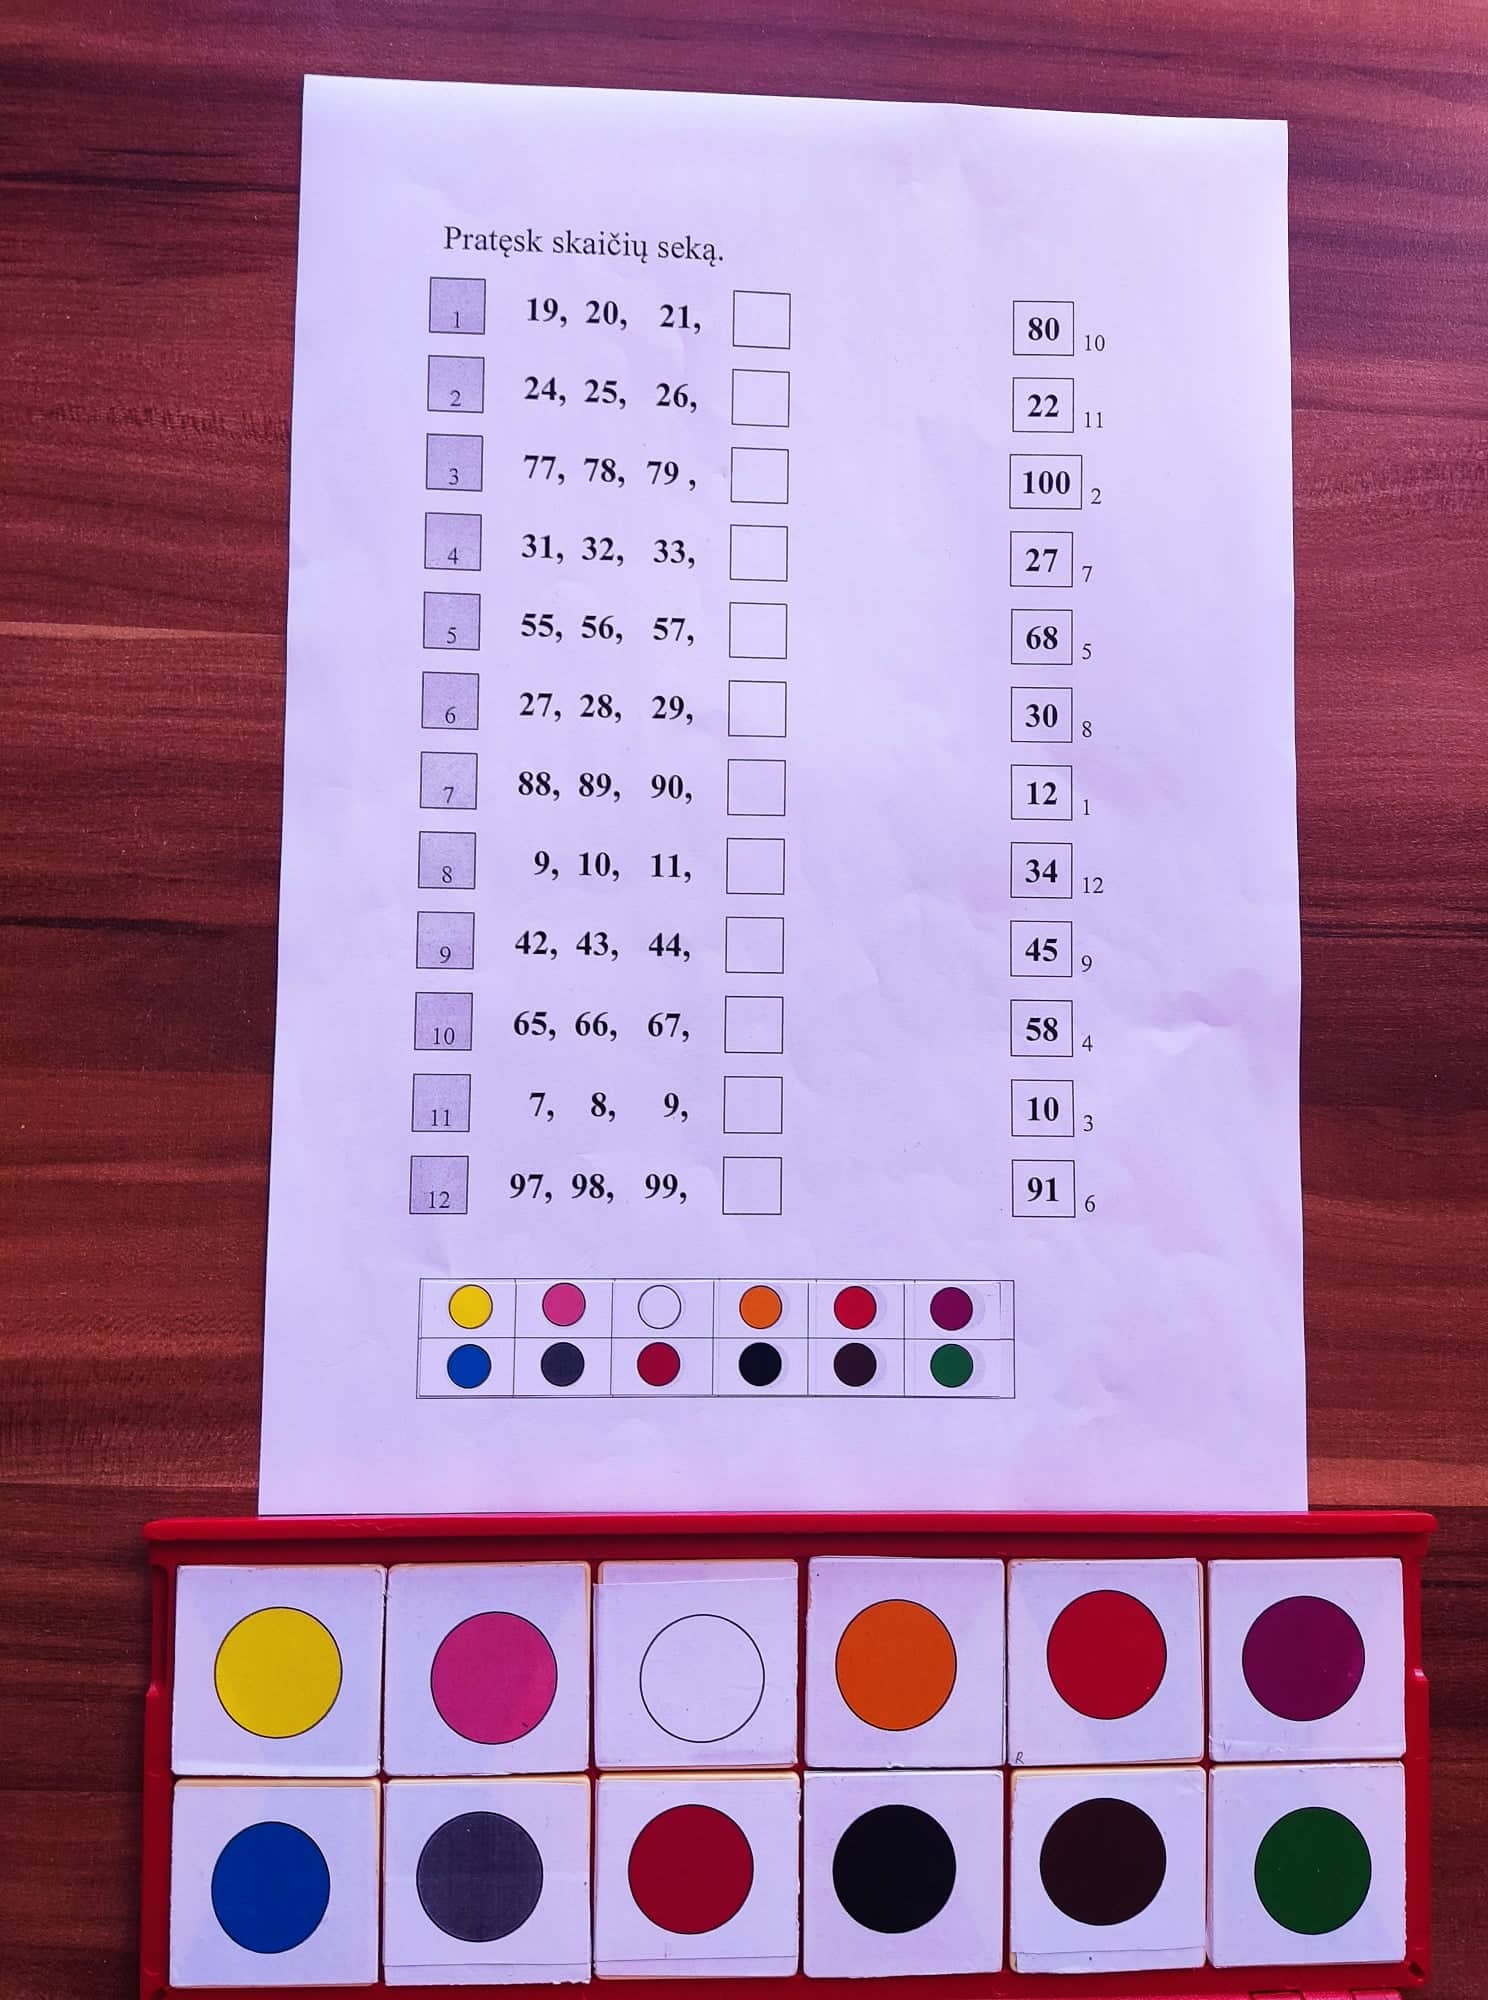 Pratęsk skaičių seką.
1 19, 20, 21, 80 10
2 24, 25, 26, 22 11
3 77, 78, 79 , 100 2
4 31, 32, 33, 27 7
5 55, 56, 57, 68 5
6 27, 28, 29, 30 8
7 88, 89, 90, 12 1
8 9, 10, 11, 34 12
9 42, 43, 44, 45 9
10 65, 66, 67, 58 4
11 7, 8, 9, 10 3
12 97, 98, 99, 91 6
R